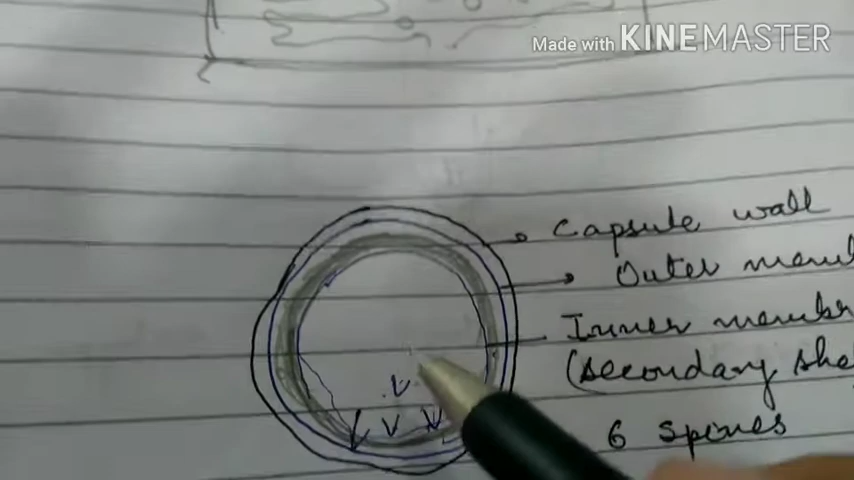 Made with KINEMASTER
Capsule wall
Outer
Inner
(secondary
6 spines